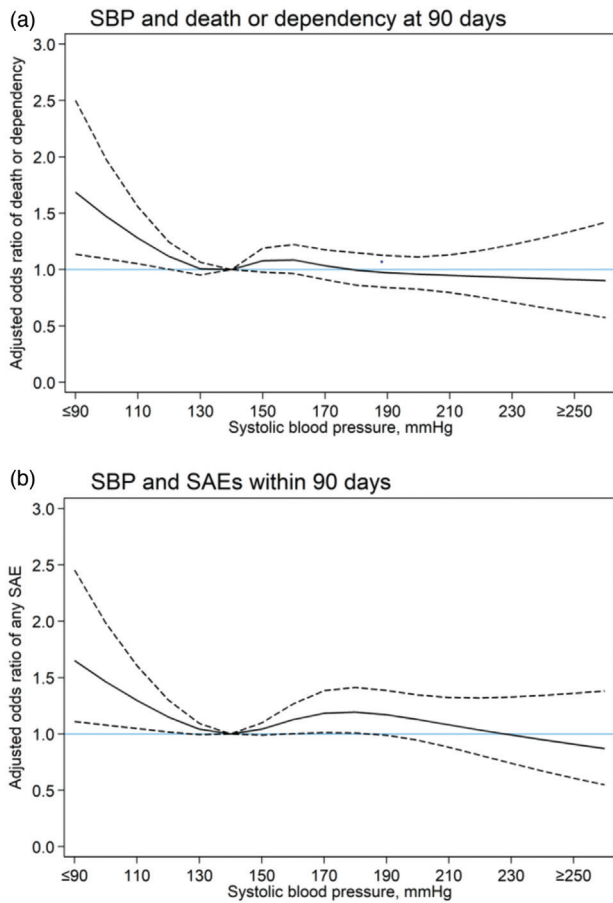 (a)
SBP and death or dependency at 90 days
Adjusted odds ratio of death or dependency
3.0
2.5
2.0
1.5
1.0
0.5
0.0
≤90 110 130 150 170 190 210 230 ≥250
Systolic blood pressure, mmHg
(b)
SBP and SAEs within 90 days
Adjusted odds ratio of any SAE
3.0
2.5
2.0
1.5
1.0
0.5
0.0
≤90 110 130 150 170 190 210 230 ≥250
Systolic blood pressure, mmHg